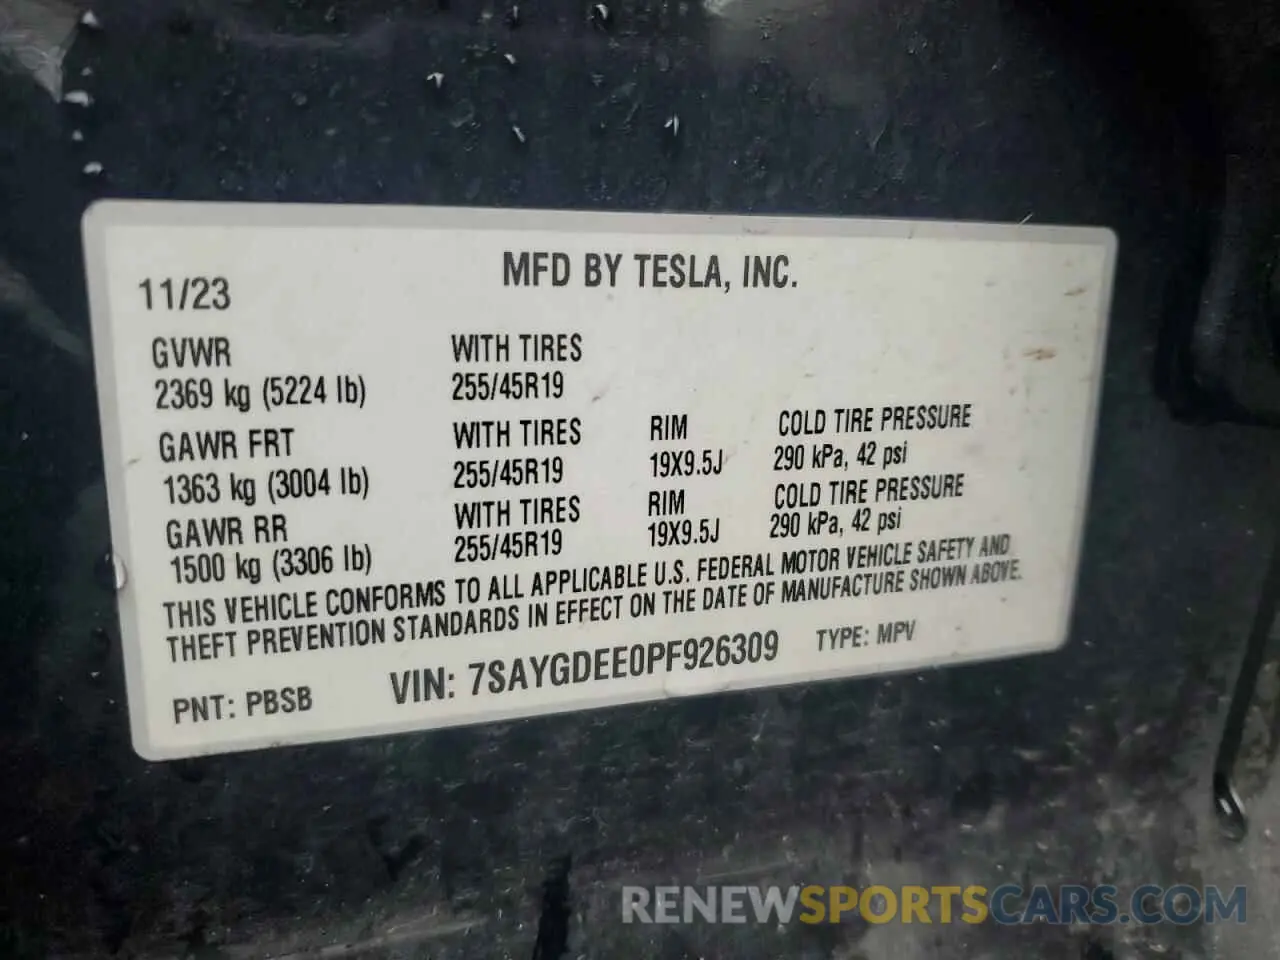 MFD BY TESLA, INC.
11/23
GVWR WITH TIRES
2369 kg (5224 lb) 255/45R19
GAWR FRT WITH TIRES RIM COLD TIRE PRESSURE
1363 kg (3004 lb) 255/45R19 19X9.5J 290 kPa, 42 psi
GAWR RR WITH TIRES RIM COLD TIRE PRESSURE
1500 kg (3306 lb) 255/45R19 19X9.5J 290 kPa, 42 psi
THIS VEHICLE CONFORMS TO ALL APPLICABLE U.S. FEDERAL MOTOR VEHICLE SAFETY AND
THEFT PREVENTION STANDARDS IN EFFECT ON THE DATE OF MANUFACTURE SHOWN ABOVE.
PNT: PBSB VIN: 7SAYGDEE0PF926309 TYPE: MPV
RENEWSPORTSCARS.COM